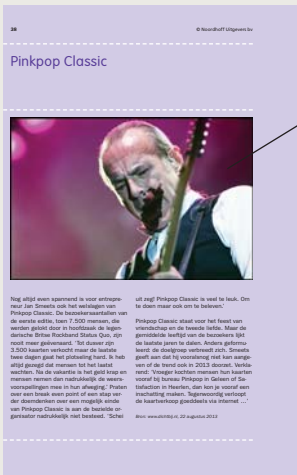 38
© Noordhoff Uitgevers bv
Pinkpop Classic
Nog altijd even spannend is voor entrepre-
neur Jan Smeets ook het welslagen van
Pinkpop Classic. De bezoekersaantallen van
de eerste editie, toen 7.500 mensen, die
werden gelokt door in hoofdzaak de legen-
derische Britse Rockband Status Quo, zijn
nooit meer geëvenaard. 'Tot dusver zijn
3.500 kaarten verkocht maar de laatste
twee dagen gaat het plotseling hard. Ik heb
altijd gezegd dat mensen tot het laatst
wachten. Na de vakantie is het geld krap en
mensen nemen dan nadrukkelijk de weers-
voorspellingen mee in hun afweging.' Praten
over een break even point of een stap ver-
der doemdenken over een mogelijk einde
van Pinkpop Classic is aan de bezielde or-
ganisator nadrukkelijk niet besteed. 'Schei
uit zeg! Pinkpop Classic is veel te leuk. Om
te doen maar ook om te beleven.'
Pinkpop Classic staat voor het feest van
vriendschap en de tweede liefde. Maar de
gemiddelde leeftijd van de bezoekers lijkt
de laatste jaren te dalen. Anders geformu-
leerd: de doelgroep verbreedt zich. Smeets
geeft aan dat hij vooralsnog niet kan aange-
ven of de trend ook in 2013 doorzet. Verkla-
rend: 'Vroeger kochten mensen hun kaarten
vooraf bij bureau Pinkpop in Geleen of Sa-
tisfaction in Heerlen, dan kon je vooraf een
inschatting maken. Tegenwoordig verloopt
de kaartverkoop goeddeels via internet …'
Bron: www.dichtbij.nl, 22 augustus 2013